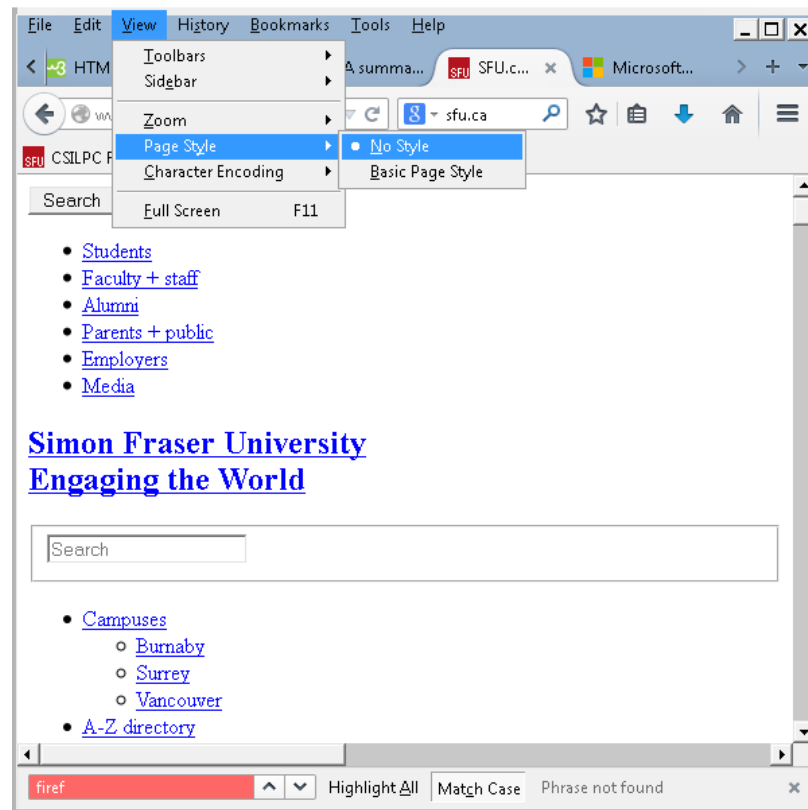 File Edit View History Bookmarks Tools Help
HTM A summa... SFU SFU.c... Microsoft...
Toolbars
Sidebar
Zoom
Page Style
Character Encoding
Full Screen F11
No Style
Basic Page Style
8 sfu.ca
SFU CSILPC
Search
Students
Faculty + staff
Alumni
Parents + public
Employers
Media
Simon Fraser University
Engaging the World
Search
Campuses
Burnaby
Surrey
Vancouver
A-Z directory
firef Highlight All Match Case Phrase not found